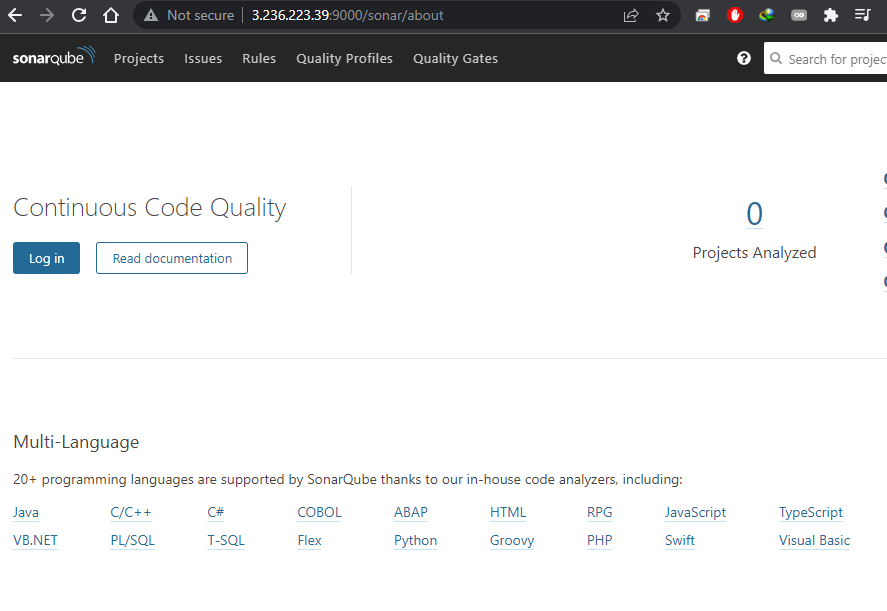 Not secure | 3.236.223.39:9000/sonar/about
sonarqube Projects Issues Rules Quality Profiles Quality Gates ? Search for projec
Continuous Code Quality
Log in Read documentation
0
Projects Analyzed
Multi-Language
20+ programming languages are supported by SonarQube thanks to our in-house code analyzers, including:
Java C/C++ C# COBOL ABAP HTML RPG JavaScript TypeScript
VB.NET PL/SQL T-SQL Flex Python Groovy PHP Swift Visual Basic